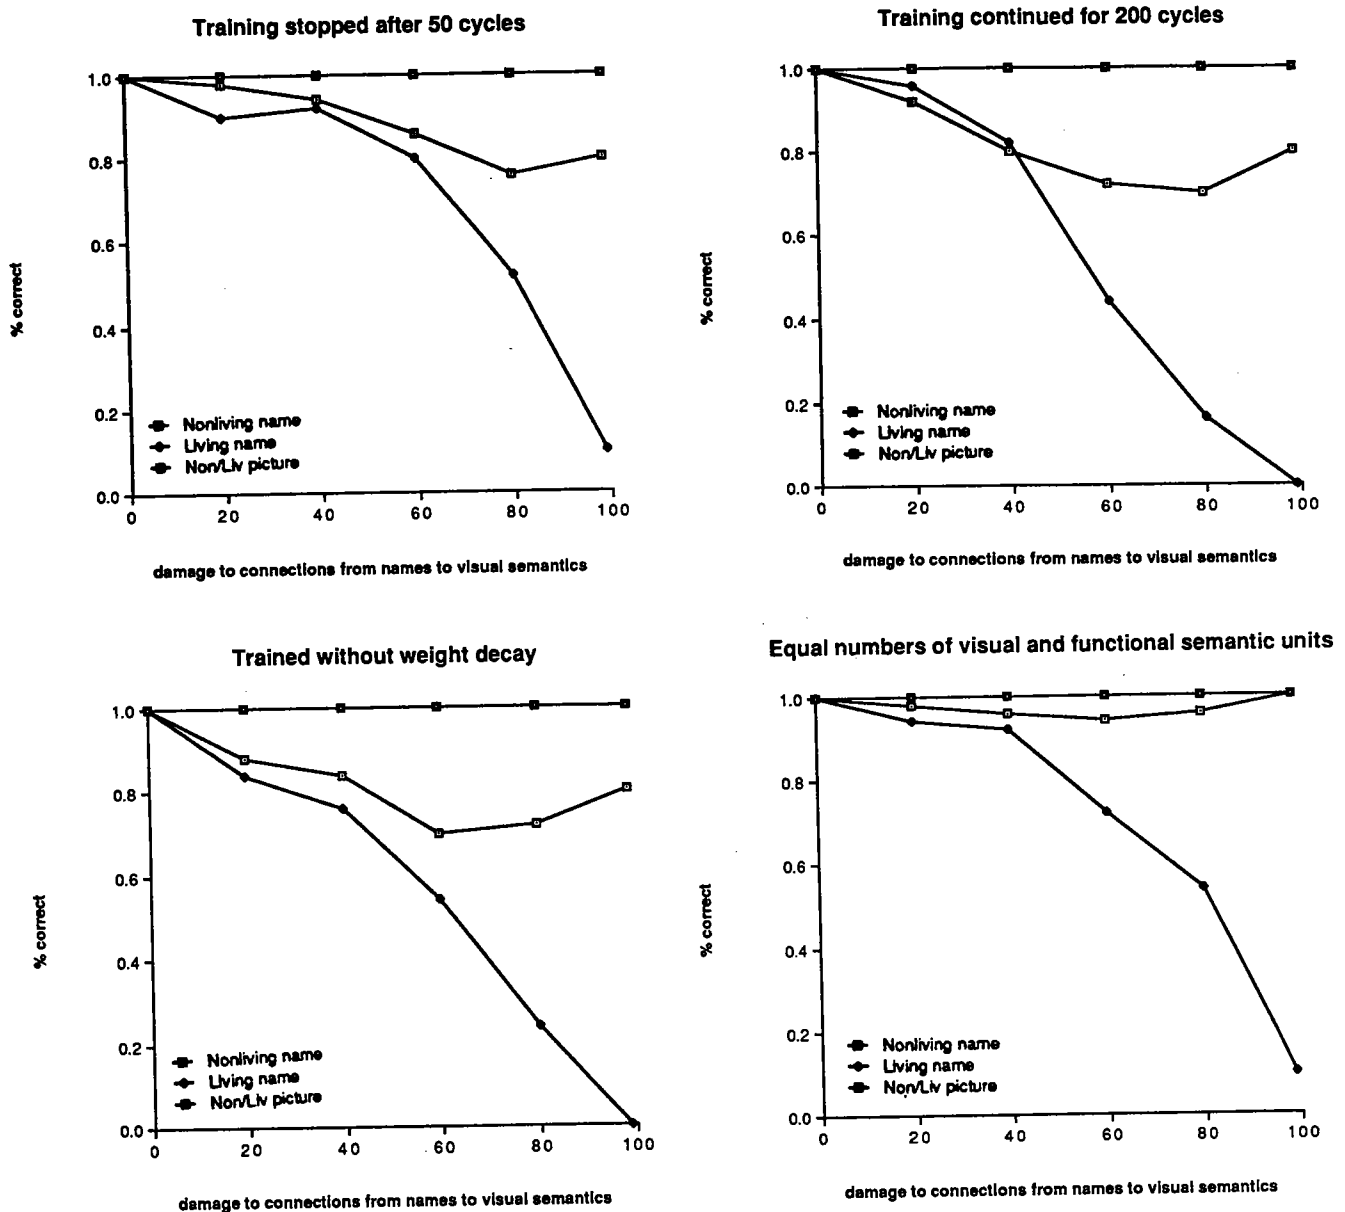 Training stopped after 50 cycles
1.0
0.8
0.6
0.4
0.2
0.0
% correct
Nonliving name
Living name
Non/Liv picture
0 20 40 60 80 100
damage to connections from names to visual semantics
Training continued for 200 cycles
1.0
0.8
0.6
0.4
0.2
0.0
% correct
Nonliving name
Living name
Non/Liv picture
0 20 40 60 80 100
damage to connections from names to visual semantics
Trained without weight decay
1.0
0.8
0.6
0.4
0.2
0.0
% correct
Nonliving name
Living name
Non/Liv picture
0 20 40 60 80 100
damage to connections from names to visual semantics
Equal numbers of visual and functional semantic units
1.0
0.8
0.6
0.4
0.2
0.0
% correct
Nonliving name
Living name
Non/Liv picture
0 20 40 60 80 100
damage to connections from names to visual semantics